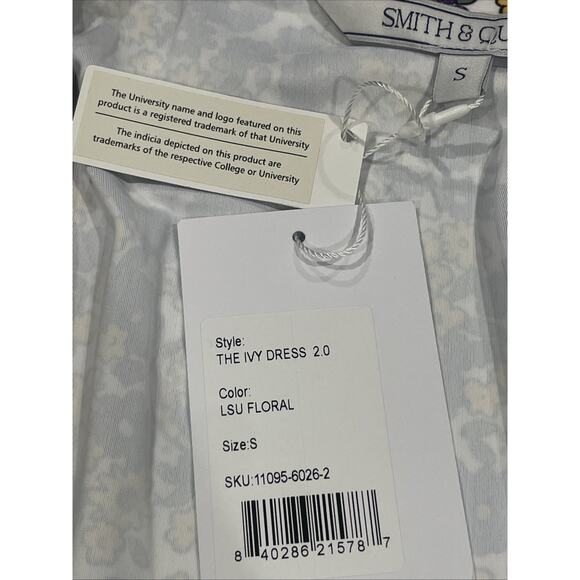 SMITH & QU
S
The University name and logo featured on this
product is a registered trademark of that University
The indicia depicted on this product are
trademarks of the respective College or University
Style:
THE IVY DRESS 2.0
Color:
LSU FLORAL
Size:S
SKU:11095-6026-2
8 40286 21578 7